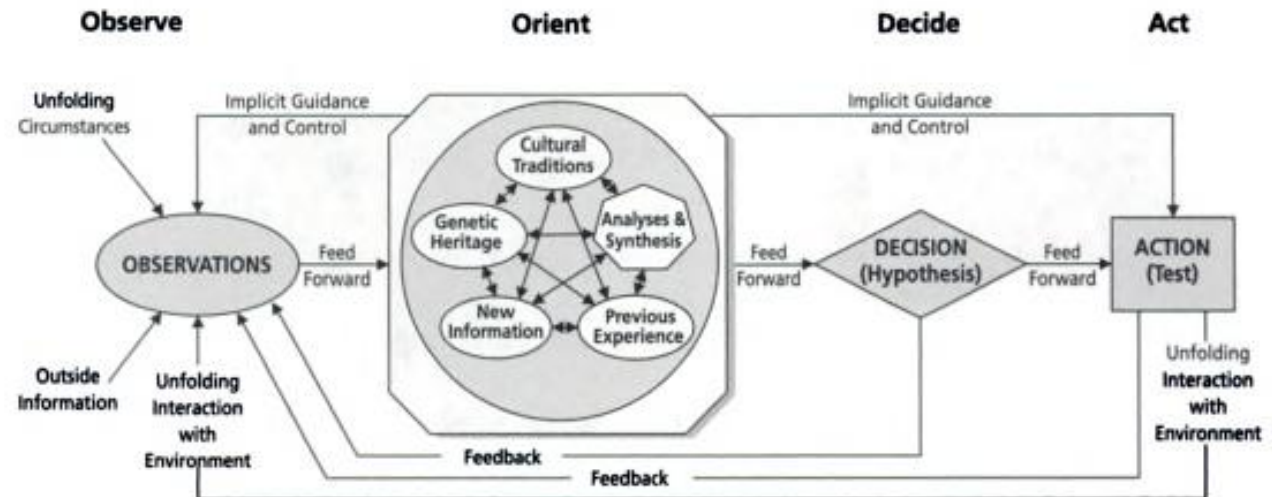 Observe Orient Decide Act
Unfolding
Circumstances
Implicit Guidance
and Control
Implicit Guidance
and Control
Cultural
Traditions
Genetic
Heritage
Analyses &
Synthesis
New
Information
Previous
Experience
OBSERVATIONS
Feed
Forward
Feed
Forward
DECISION
(Hypothesis)
Feed
Forward
ACTION
(Test)
Outside
Information
Unfolding
Interaction
with
Environment
Unfolding
Interaction
with
Environment
Feedback
Feedback